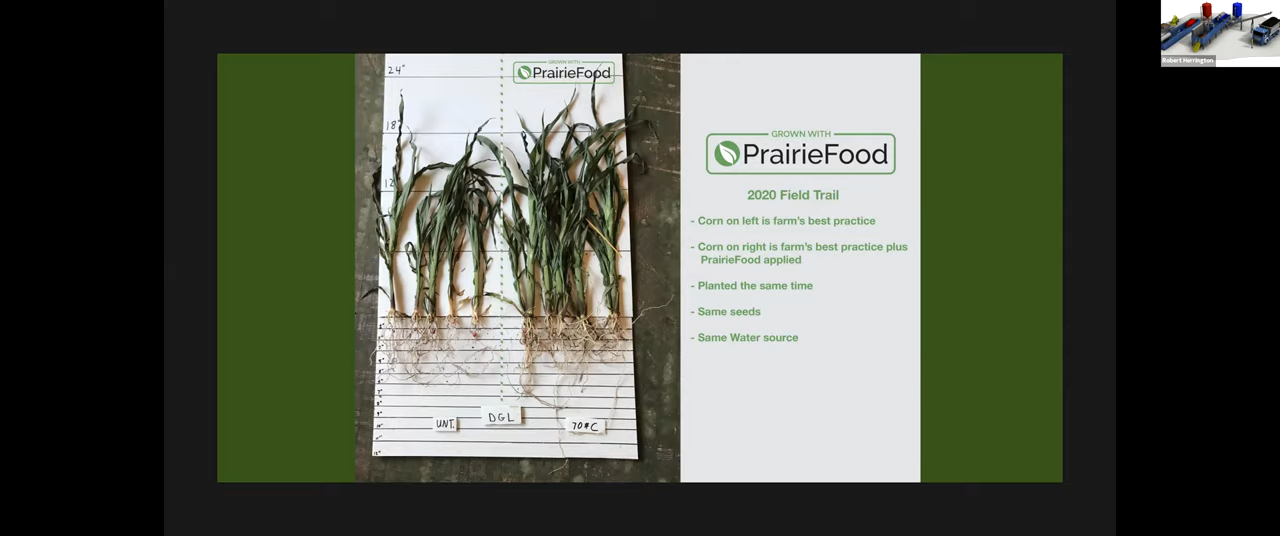 Robert Herrington
24"
GROWN WITH
PrairieFood
18"
12
UNT.
DGL
70#C
GROWN WITH
PrairieFood
2020 Field Trail
- Corn on left is farm's best practice
- Corn on right is farm's best practice plus
PrairieFood applied
- Planted the same time
- Same seeds
- Same Water source